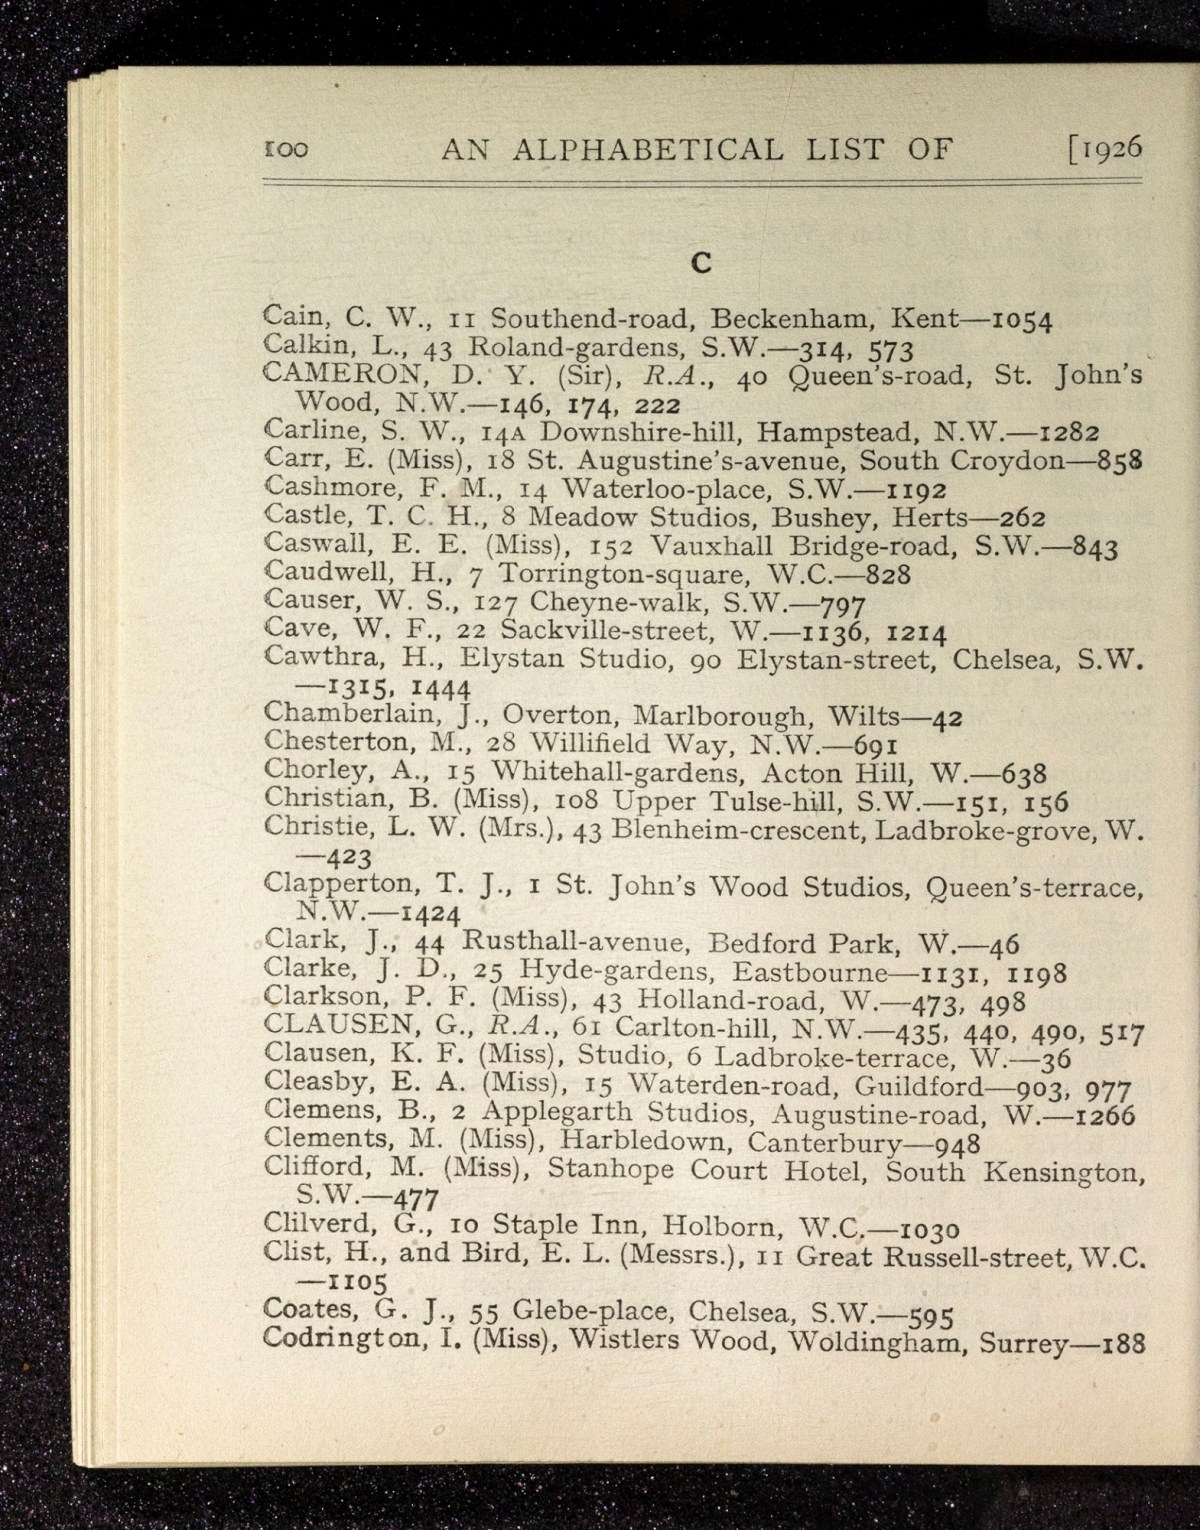 100 AN ALPHABETICAL LIST OF [1926
C
Cain, C. W., 11 Southend-road, Beckenham, Kent—1054
Calkin, L., 43 Roland-gardens, S.W.—314, 573
CAMERON, D. Y. (Sir), R.A., 40 Queen's-road, St. John's
Wood, N.W.—146, 174, 222
Carline, S. W., 14A Downshire-hill, Hampstead, N.W.—1282
Carr, E. (Miss), 18 St. Augustine's-avenue, South Croydon—858
Cashmore, F. M., 14 Waterloo-place, S.W.—1192
Castle, T. C. H., 8 Meadow Studios, Bushey, Herts—262
Caswall, E. E. (Miss), 152 Vauxhall Bridge-road, S.W.—843
Caudwell, H., 7 Torrington-square, W.C.—828
Causer, W. S., 127 Cheyne-walk, S.W.—797
Cave, W. F., 22 Sackville-street, W.—1136, 1214
Cawthra, H., Elystan Studio, 90 Elystan-street, Chelsea, S.W.
—1315, 1444
Chamberlain, J., Overton, Marlborough, Wilts—42
Chesterton, M., 28 Willifield Way, N.W.—691
Chorley, A., 15 Whitehall-gardens, Acton Hill, W.—638
Christian, B. (Miss), 108 Upper Tulse-hill, S.W.—151, 156
Christie, L. W. (Mrs.), 43 Blenheim-crescent, Ladbroke-grove, W.
—423
Clapperton, T. J., 1 St. John's Wood Studios, Queen's-terrace,
N.W.—1424
Clark, J., 44 Rusthall-avenue, Bedford Park, W.—46
Clarke, J. D., 25 Hyde-gardens, Eastbourne—1131, 1198
Clarkson, P. F. (Miss), 43 Holland-road, W.—473, 498
CLAUSEN, G., R.A., 61 Carlton-hill, N.W.—435, 440, 490, 517
Clausen, K. F. (Miss), Studio, 6 Ladbroke-terrace, W.—36
Cleasby, E. A. (Miss), 15 Waterden-road, Guildford—903, 977
Clemens, B., 2 Applegarth Studios, Augustine-road, W.—1266
Clements, M. (Miss), Harbledown, Canterbury—948
Clifford, M. (Miss), Stanhope Court Hotel, South Kensington,
S.W.—477
Clilverd, G., 10 Staple Inn, Holborn, W.C.—1030
Clist, H., and Bird, E. L. (Messrs.), 11 Great Russell-street, W.C.
—1105
Coates, G. J., 55 Glebe-place, Chelsea, S.W.—595
Codrington, I. (Miss), Wistlers Wood, Woldingham, Surrey—188